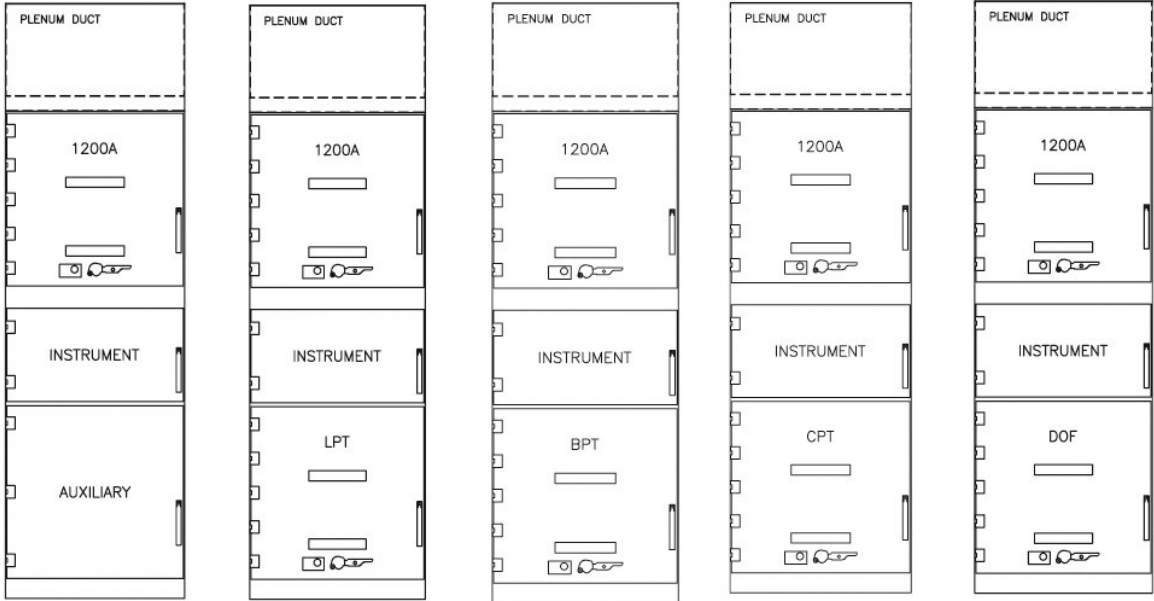 PLENUM DUCT
1200A
INSTRUMENT
AUXILIARY
PLENUM DUCT
1200A
INSTRUMENT
LPT
PLENUM DUCT
1200A
INSTRUMENT
BPT
PLENUM DUCT
1200A
INSTRUMENT
CPT
PLENUM DUCT
1200A
INSTRUMENT
DOF